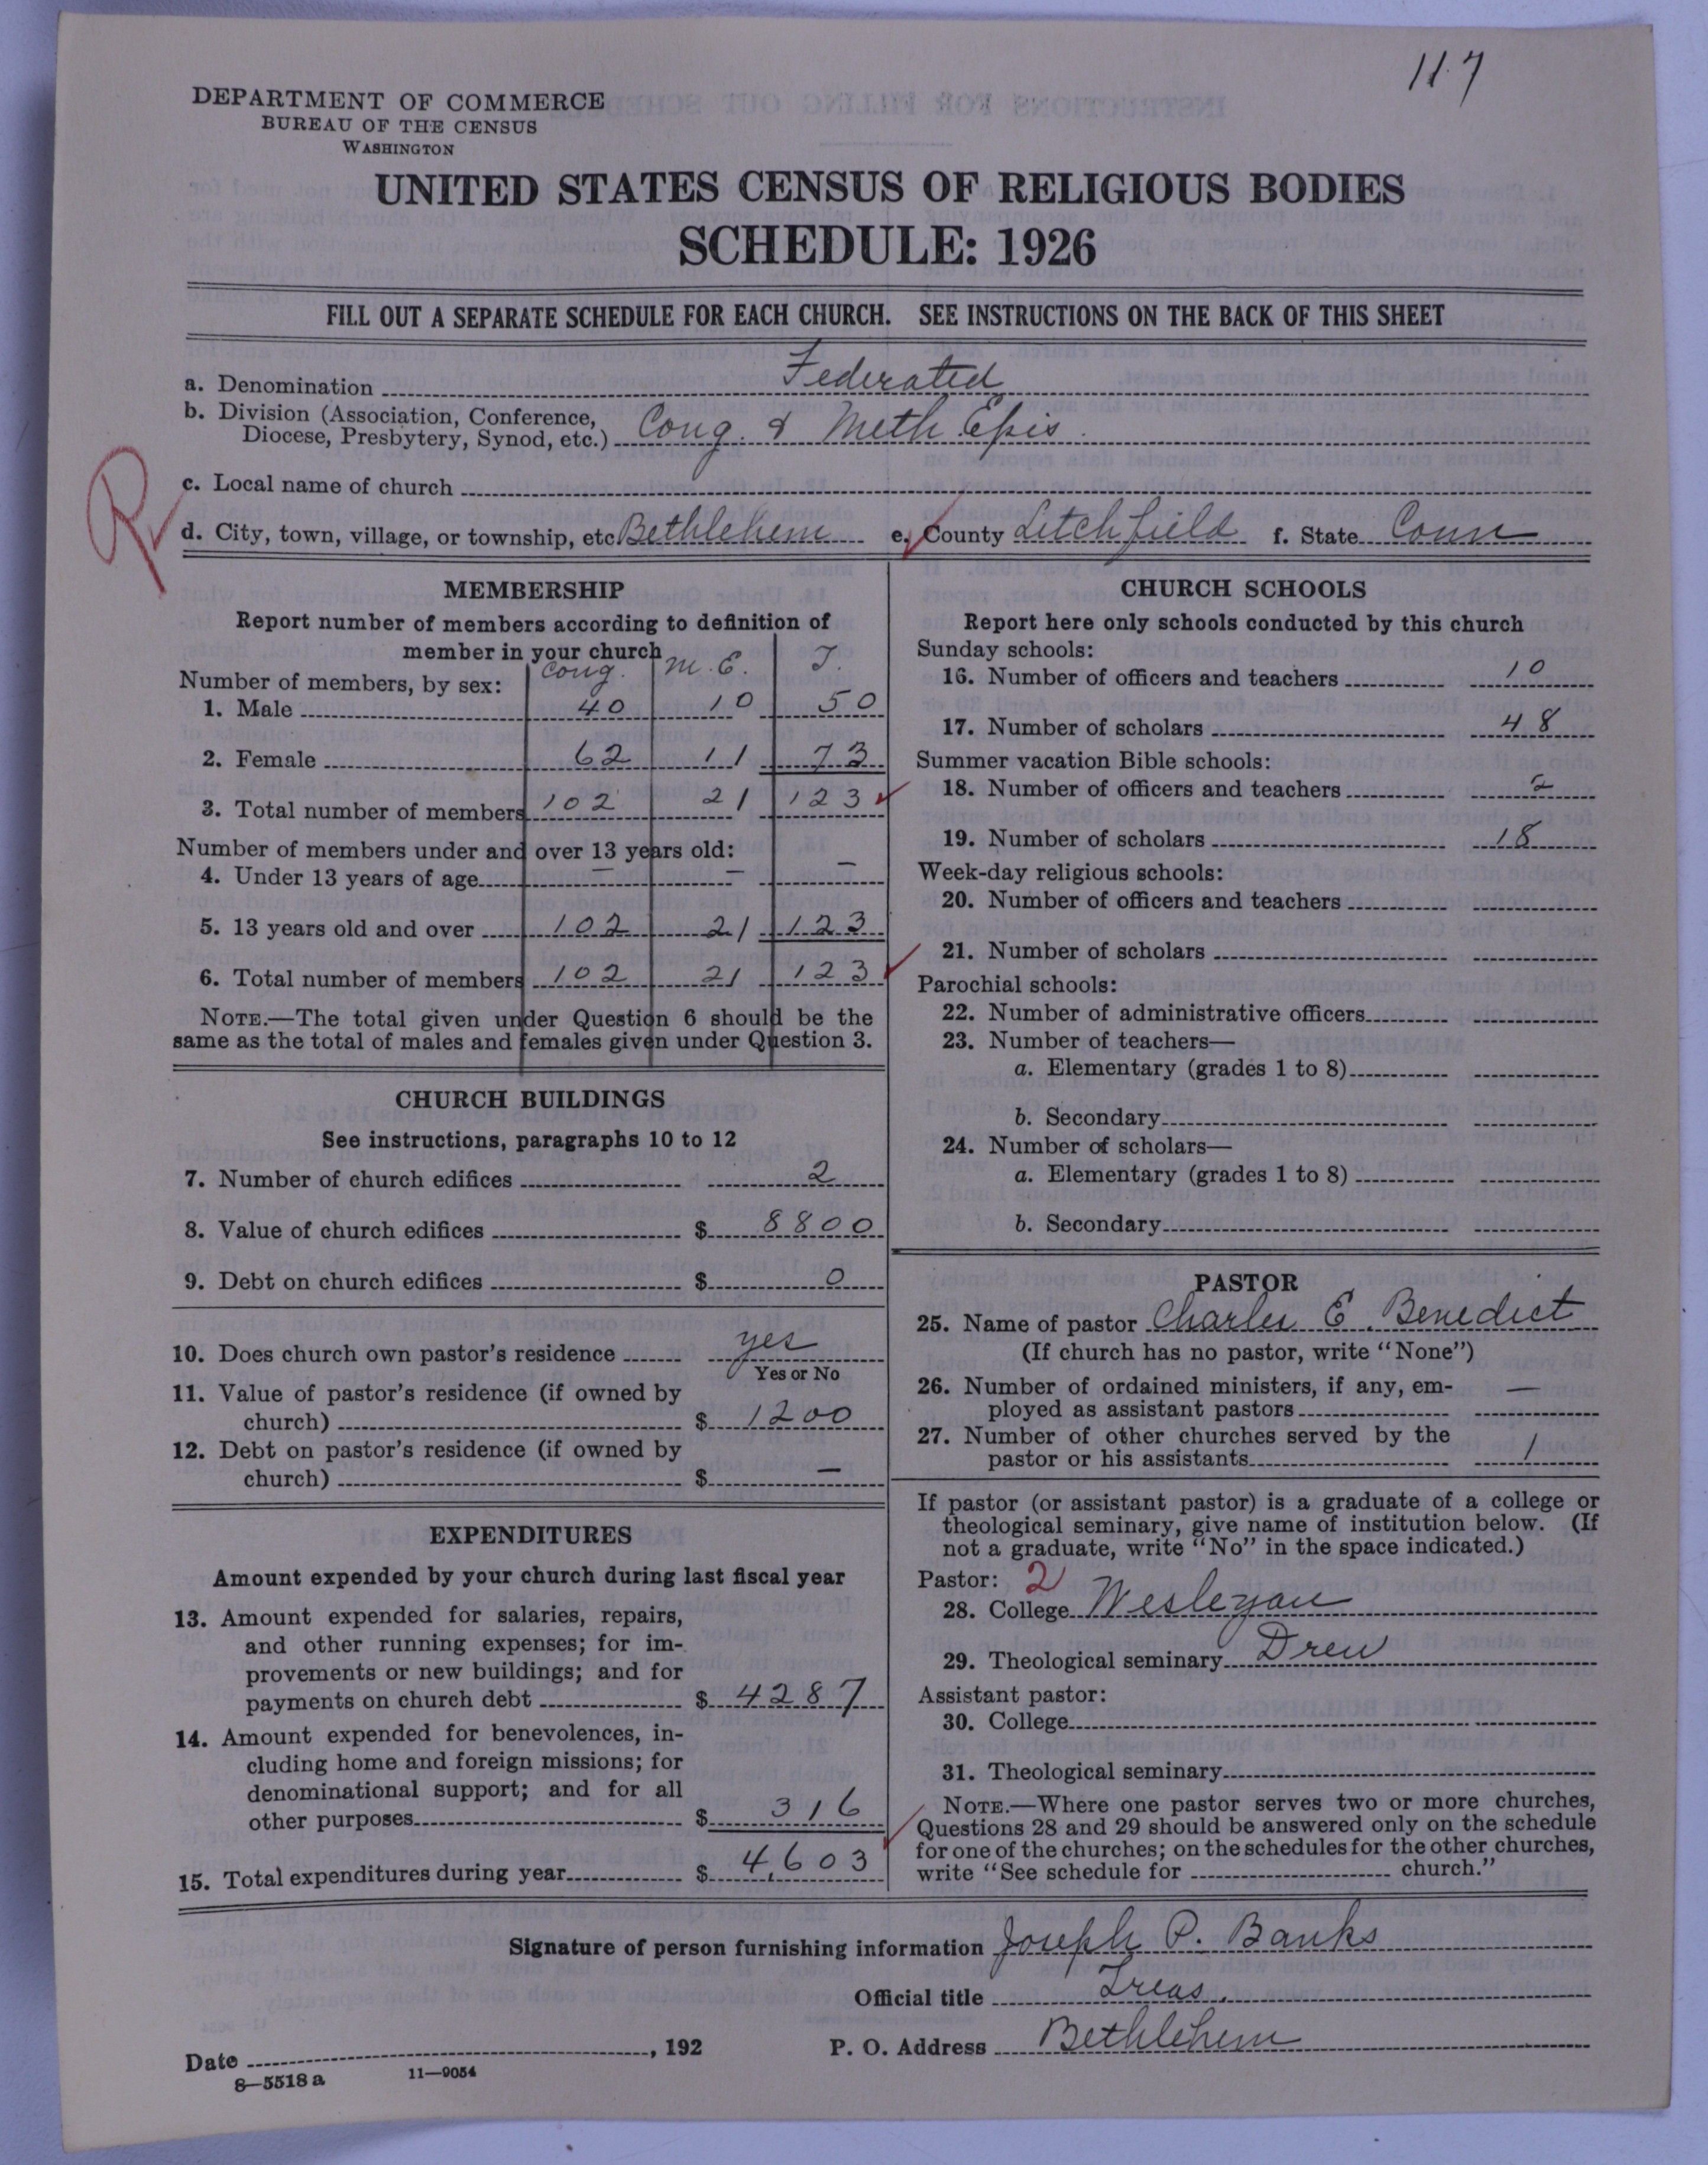 117
DEPARTMENT OF COMMERCE
BUREAU OF THE CENSUS
WASHINGTON
UNITED STATES CENSUS OF RELIGIOUS BODIES
SCHEDULE: 1926
FILL OUT A SEPARATE SCHEDULE FOR EACH CHURCH. SEE INSTRUCTIONS ON THE BACK OF THIS SHEET
a. Denomination Federated
b. Division (Association, Conference,
Diocese, Presbytery, Synod, etc.) Cong. & Meth. Epis.
c. Local name of church
R
d. City, town, village, or township, etc. Bethlehem e. County Litchfield f. State Conn
MEMBERSHIP
Report number of members according to definition of
member in your church
Cong. M. E. T.
Number of members, by sex:
1. Male 40 10 50
2. Female 62 11 73
3. Total number of members 102 21 123
Number of members under and over 13 years old:
4. Under 13 years of age – – –
5. 13 years old and over 102 21 123
6. Total number of members 102 21 123
NOTE.—The total given under Question 6 should be the
same as the total of males and females given under Question 3.
CHURCH BUILDINGS
See instructions, paragraphs 10 to 12
7. Number of church edifices 2
8. Value of church edifices $ 8800
9. Debt on church edifices $ 0
10. Does church own pastor's residence yes
Yes or No
11. Value of pastor's residence (if owned by
church) $ 1200
12. Debt on pastor's residence (if owned by
church) $ —
EXPENDITURES
Amount expended by your church during last fiscal year
13. Amount expended for salaries, repairs,
and other running expenses; for im-
provements or new buildings; and for
payments on church debt $ 4287
14. Amount expended for benevolences, in-
cluding home and foreign missions; for
denominational support; and for all
other purposes $ 316
15. Total expenditures during year $ 4603
CHURCH SCHOOLS
Report here only schools conducted by this church
Sunday schools:
16. Number of officers and teachers 10
17. Number of scholars 48
Summer vacation Bible schools:
18. Number of officers and teachers 2
19. Number of scholars 18
Week-day religious schools:
20. Number of officers and teachers
21. Number of scholars
Parochial schools:
22. Number of administrative officers
23. Number of teachers—
a. Elementary (grades 1 to 8)
b. Secondary
24. Number of scholars—
a. Elementary (grades 1 to 8)
b. Secondary
PASTOR
25. Name of pastor Charles E. Benedict
(If church has no pastor, write "None")
26. Number of ordained ministers, if any, em-
ployed as assistant pastors —
27. Number of other churches served by the
pastor or his assistants 1
If pastor (or assistant pastor) is a graduate of a college or
theological seminary, give name of institution below. (If
not a graduate, write "No" in the space indicated.)
Pastor: 2
28. College Wesleyan
29. Theological seminary Drew
Assistant pastor:
30. College
31. Theological seminary
NOTE.—Where one pastor serves two or more churches,
Questions 28 and 29 should be answered only on the schedule
for one of the churches; on the schedules for the other churches,
write "See schedule for church."
Signature of person furnishing information Joseph P. Banks
Official title Treas.
Date , 192 P. O. Address Bethlehem
8—5518 a 11—9054